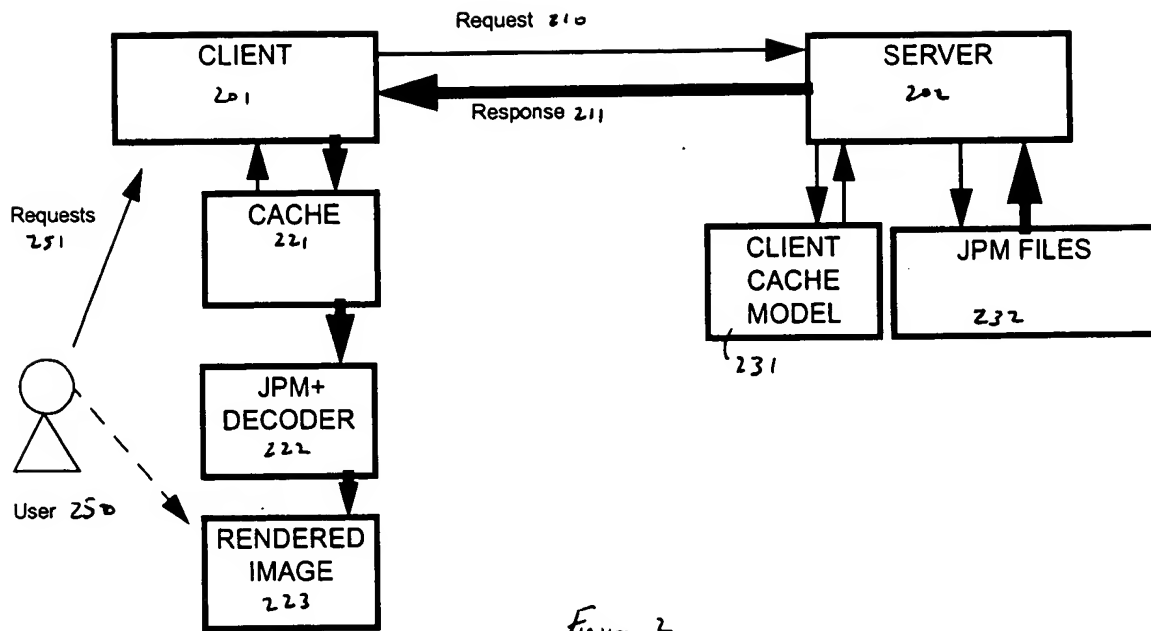 Request 210
CLIENT
201
SERVER
202
Response 211
Requests
251
CACHE
221
CLIENT
CACHE
MODEL
231
JPM FILES
232
JPM+
DECODER
222
User 250
RENDERED
IMAGE
223
Figure 2